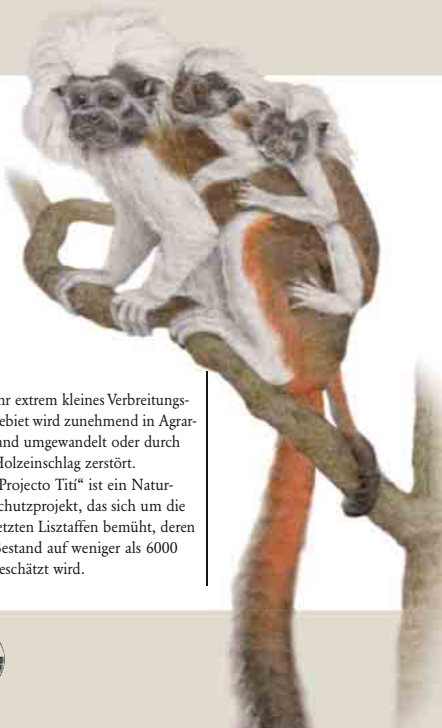 hr extrem kleines Verbreitungs-
ebiet wird zunehmend in Agrar-
and umgewandelt oder durch
Holzeinschlag zerstört.
Projecto Tití“ ist ein Natur-
chutzprojekt, das sich um die
etzten Lisztaffen bemüht, deren
Bestand auf weniger als 6000
eschätzt wird.